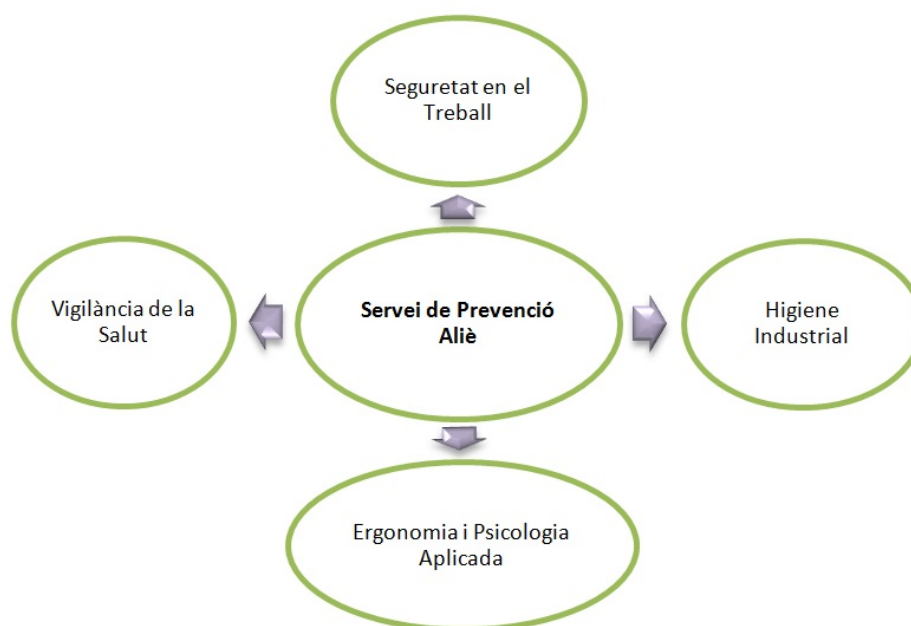 Seguretat en el
Treball
Vigilància de la
Salut
Servei de Prevenció
Aliè
Higiene
Industrial
Ergonomia i Psicologia
Aplicada